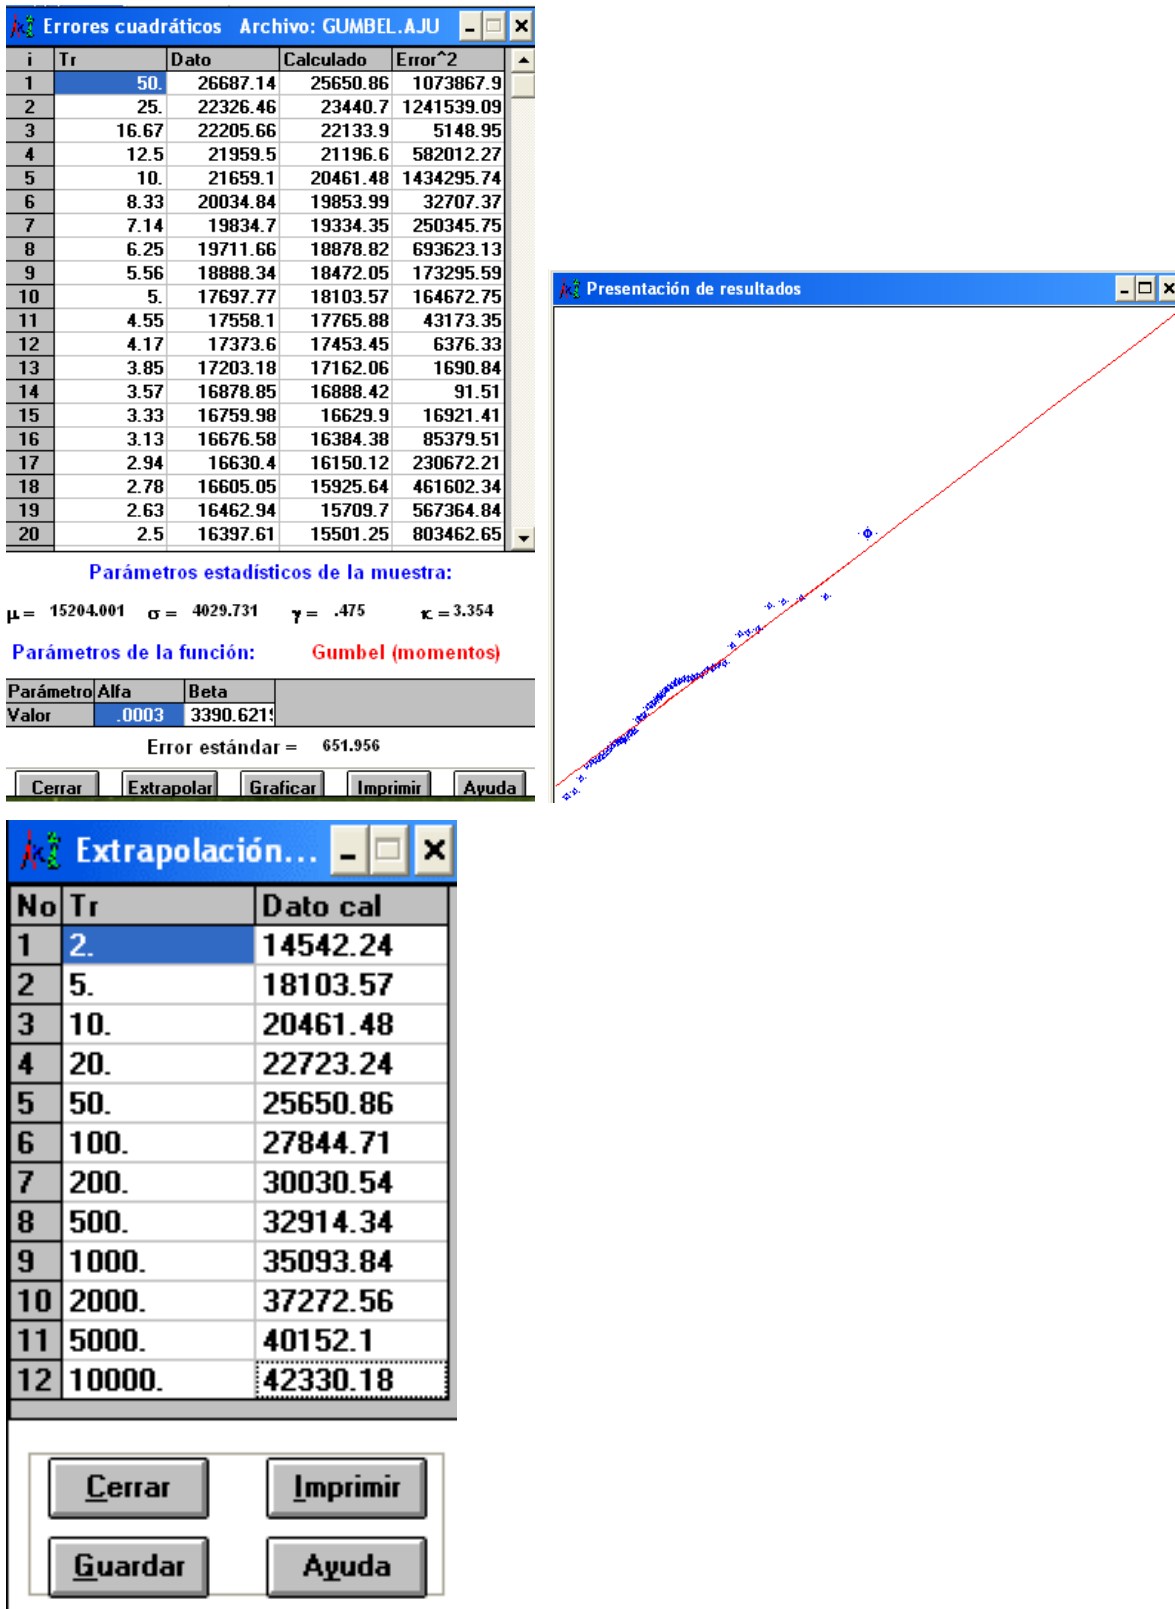 Errores cuadráticos Archivo: GUMBEL.AJU
i Tr Dato Calculado Error^2
1 50. 26687.14 25650.86 1073867.9
2 25. 22326.46 23440.7 1241539.09
3 16.67 22205.66 22133.9 5148.95
4 12.5 21959.5 21196.6 582012.27
5 10. 21659.1 20461.48 1434295.74
6 8.33 20034.84 19853.99 32707.37
7 7.14 19834.7 19334.35 250345.75
8 6.25 19711.66 18878.82 693623.13
9 5.56 18888.34 18472.05 173295.59
10 5. 17697.77 18103.57 164672.75
11 4.55 17558.1 17765.88 43173.35
12 4.17 17373.6 17453.45 6376.33
13 3.85 17203.18 17162.06 1690.84
14 3.57 16878.85 16888.42 91.51
15 3.33 16759.98 16629.9 16921.41
16 3.13 16676.58 16384.38 85379.51
17 2.94 16630.4 16150.12 230672.21
18 2.78 16605.05 15925.64 461602.34
19 2.63 16462.94 15709.7 567364.84
20 2.5 16397.61 15501.25 803462.65
Parámetros estadísticos de la muestra:
μ = 15204.001 σ = 4029.731 γ = .475 κ = 3.354
Parámetros de la función: Gumbel (momentos)
Parámetro Alfa Beta
Valor .0003 3390.621
Error estándar = 651.956
Cerrar Extrapolar Graficar Imprimir Ayuda
Presentación de resultados
Extrapolación...
No Tr Dato cal
1 2. 14542.24
2 5. 18103.57
3 10. 20461.48
4 20. 22723.24
5 50. 25650.86
6 100. 27844.71
7 200. 30030.54
8 500. 32914.34
9 1000. 35093.84
10 2000. 37272.56
11 5000. 40152.1
12 10000. 42330.18
Cerrar Imprimir
Guardar Ayuda